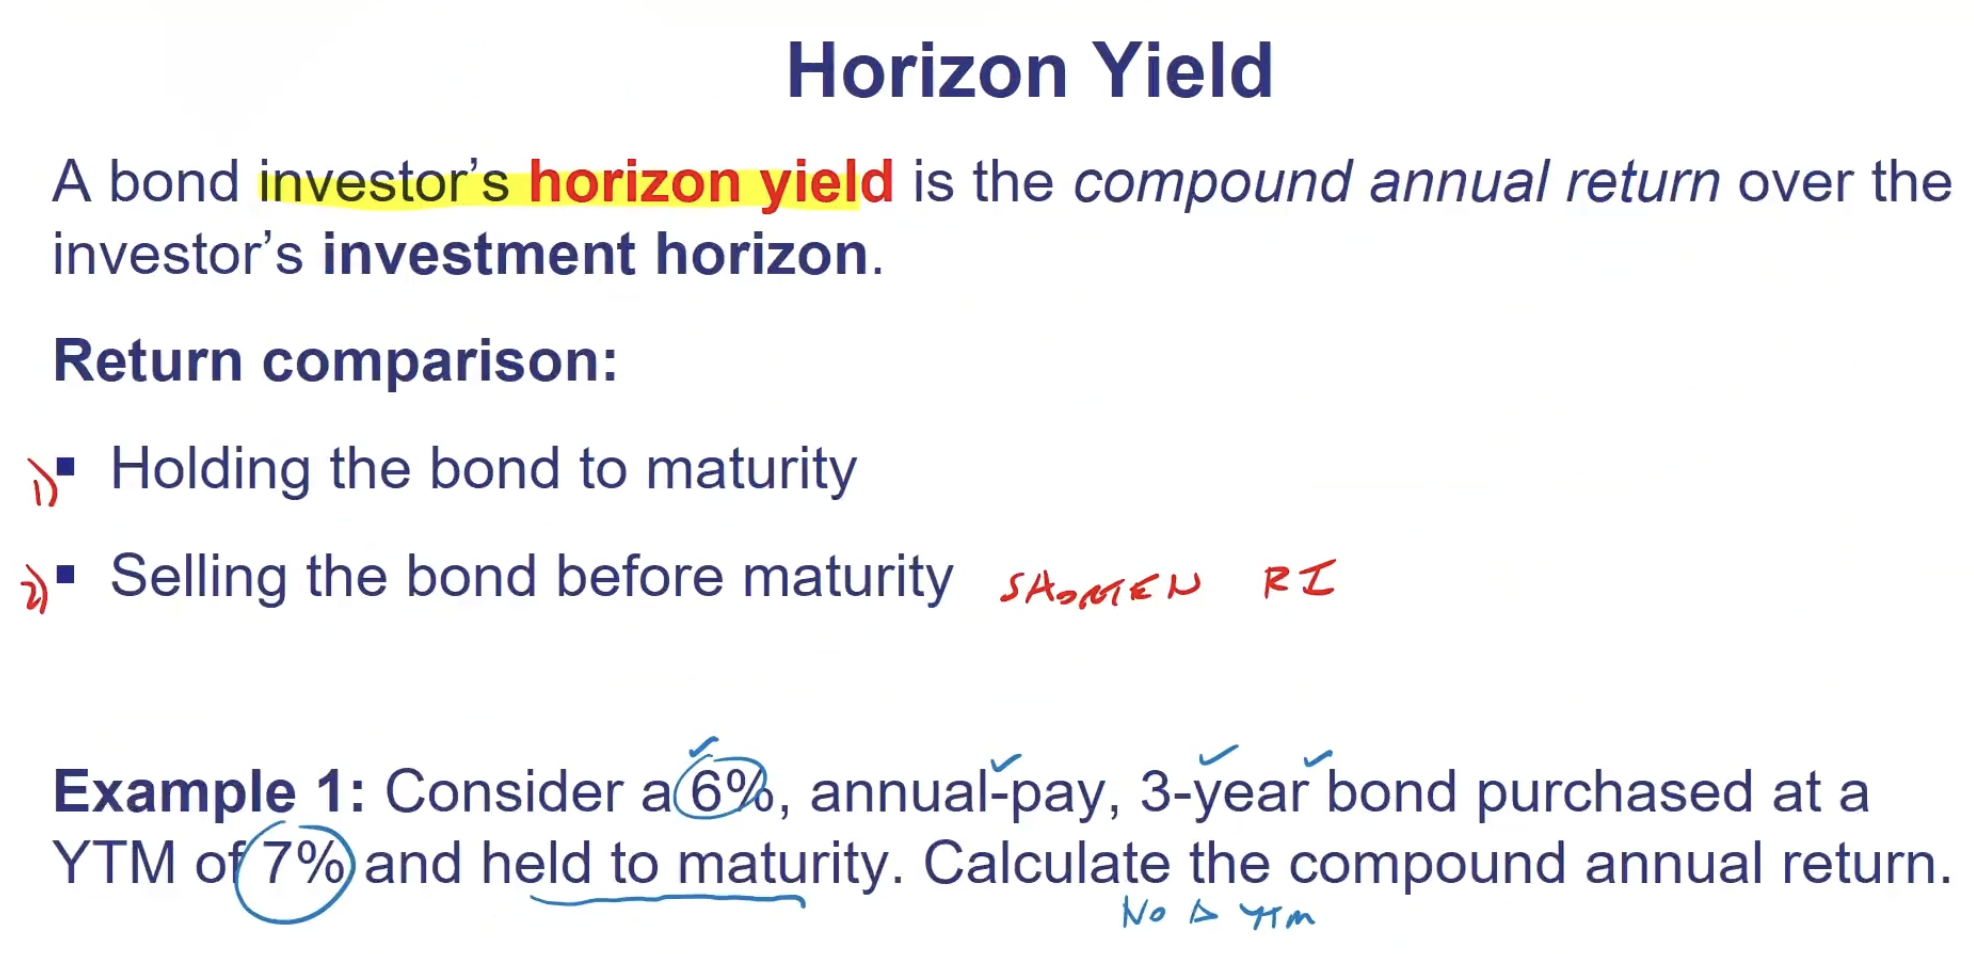 Horizon Yield
A bond investor’s horizon yield is the compound annual return over the
investor’s investment horizon.
Return comparison:
1) ▪ Holding the bond to maturity
2) ▪ Selling the bond before maturity SHORTEN RI
Example 1: Consider a 6%, annual-pay, 3-year bond purchased at a
YTM of 7% and held to maturity. Calculate the compound annual return.
No Δ YTM